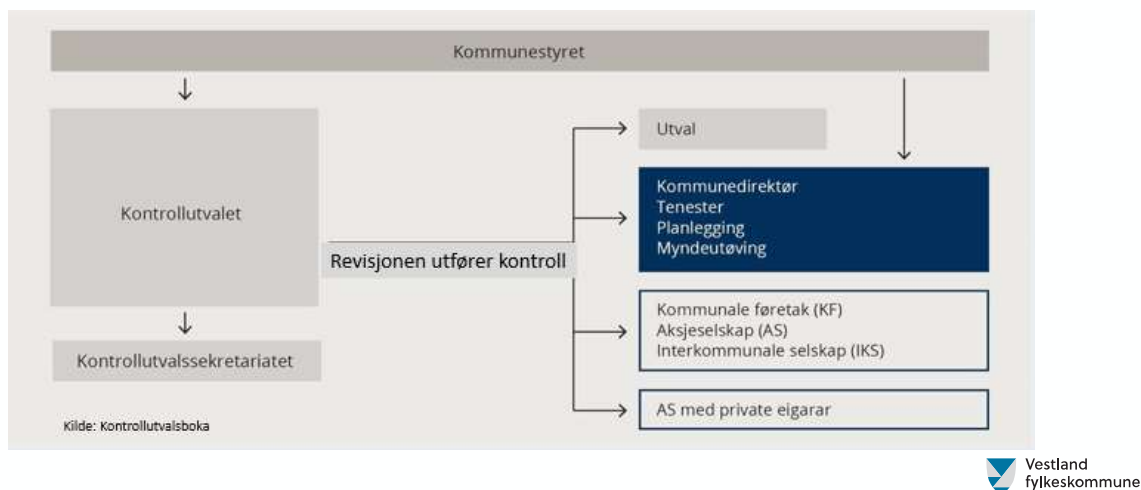 Kommunestyret
Kontrollutvalet
Kontrollutvalssekretariatet
Kilde: Kontrollutvalsboka
Revisjonen utfører kontroll
Utval
Kommunedirektør
Tenester
Planlegging
Myndeutøving
Kommunale føretak (KF)
Aksjeselskap (AS)
Interkommunale selskap (IKS)
AS med private eigarar
Vestland
fylkeskommune